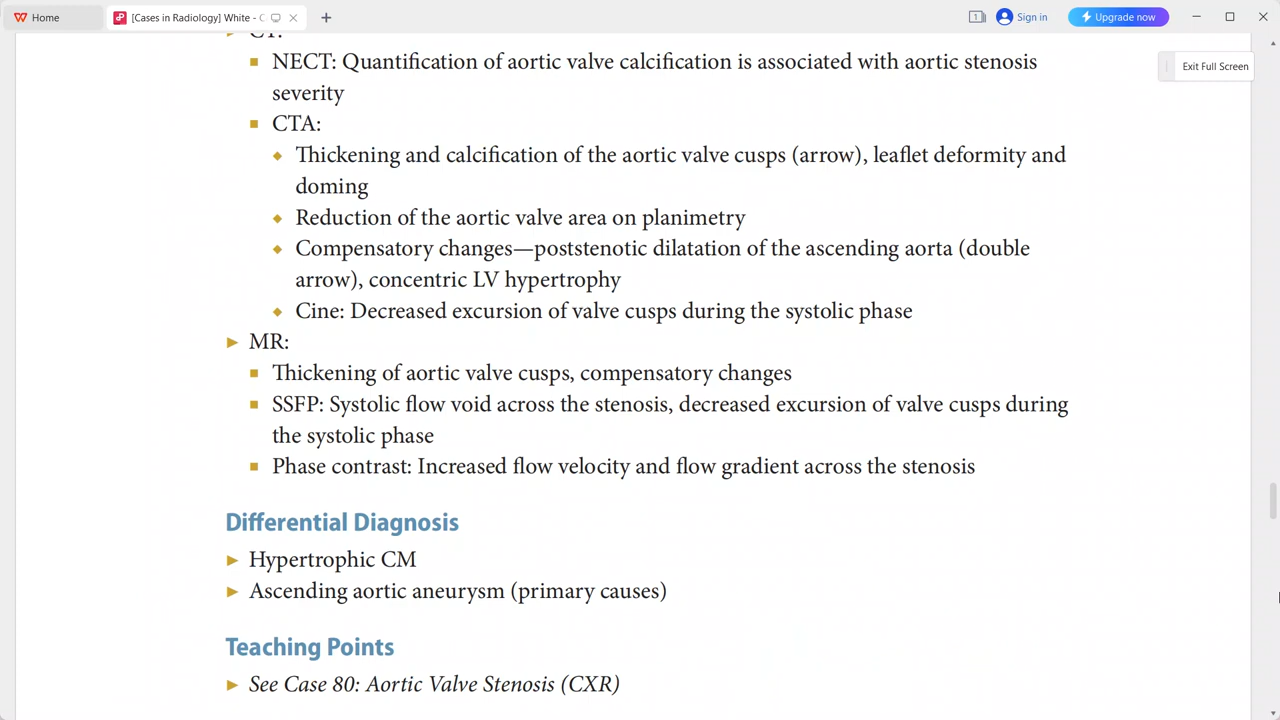 Home
[Cases in Radiology] White - C
1
Sign in
Upgrade now
Exit Full Screen
CT:
NECT: Quantification of aortic valve calcification is associated with aortic stenosis
severity
CTA:
Thickening and calcification of the aortic valve cusps (arrow), leaflet deformity and
doming
Reduction of the aortic valve area on planimetry
Compensatory changes—poststenotic dilatation of the ascending aorta (double
arrow), concentric LV hypertrophy
Cine: Decreased excursion of valve cusps during the systolic phase
MR:
Thickening of aortic valve cusps, compensatory changes
SSFP: Systolic flow void across the stenosis, decreased excursion of valve cusps during
the systolic phase
Phase contrast: Increased flow velocity and flow gradient across the stenosis
Differential Diagnosis
Hypertrophic CM
Ascending aortic aneurysm (primary causes)
Teaching Points
See Case 80: Aortic Valve Stenosis (CXR)